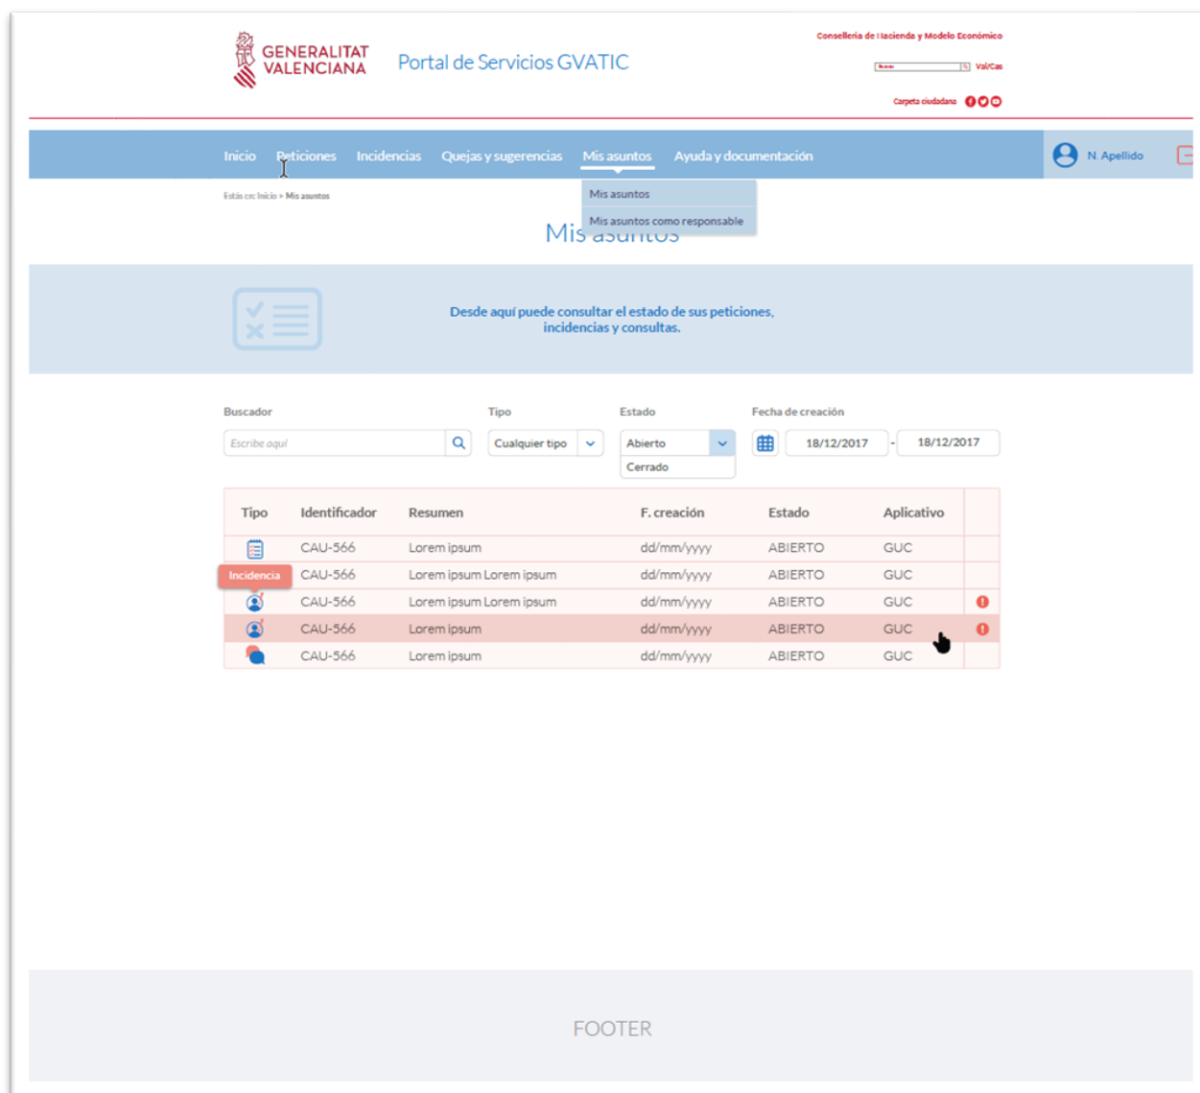 GENERALITAT
VALENCIANA
Portal de Servicios GVATIC
Conselleria de Hacienda y Modelo Económico
Buscar
Val/Cas
Carpeta ciudadana
Inicio Peticiones Incidencias Quejas y sugerencias Mis asuntos Ayuda y documentación
N. Apellido
Estás en: Inicio > Mis asuntos
Mis asuntos
Mis asuntos como responsable
Mis asuntos
Desde aquí puede consultar el estado de sus peticiones,
incidencias y consultas.
Buscador Tipo Estado Fecha de creación
Escribe aquí Cualquier tipo Abierto 18/12/2017 - 18/12/2017
Cerrado
Tipo Identificador Resumen F. creación Estado Aplicativo
CAU-566 Lorem ipsum dd/mm/yyyy ABIERTO GUC
Incidencia CAU-566 Lorem ipsum Lorem ipsum dd/mm/yyyy ABIERTO GUC
CAU-566 Lorem ipsum Lorem ipsum dd/mm/yyyy ABIERTO GUC
CAU-566 Lorem ipsum dd/mm/yyyy ABIERTO GUC
CAU-566 Lorem ipsum dd/mm/yyyy ABIERTO GUC
FOOTER